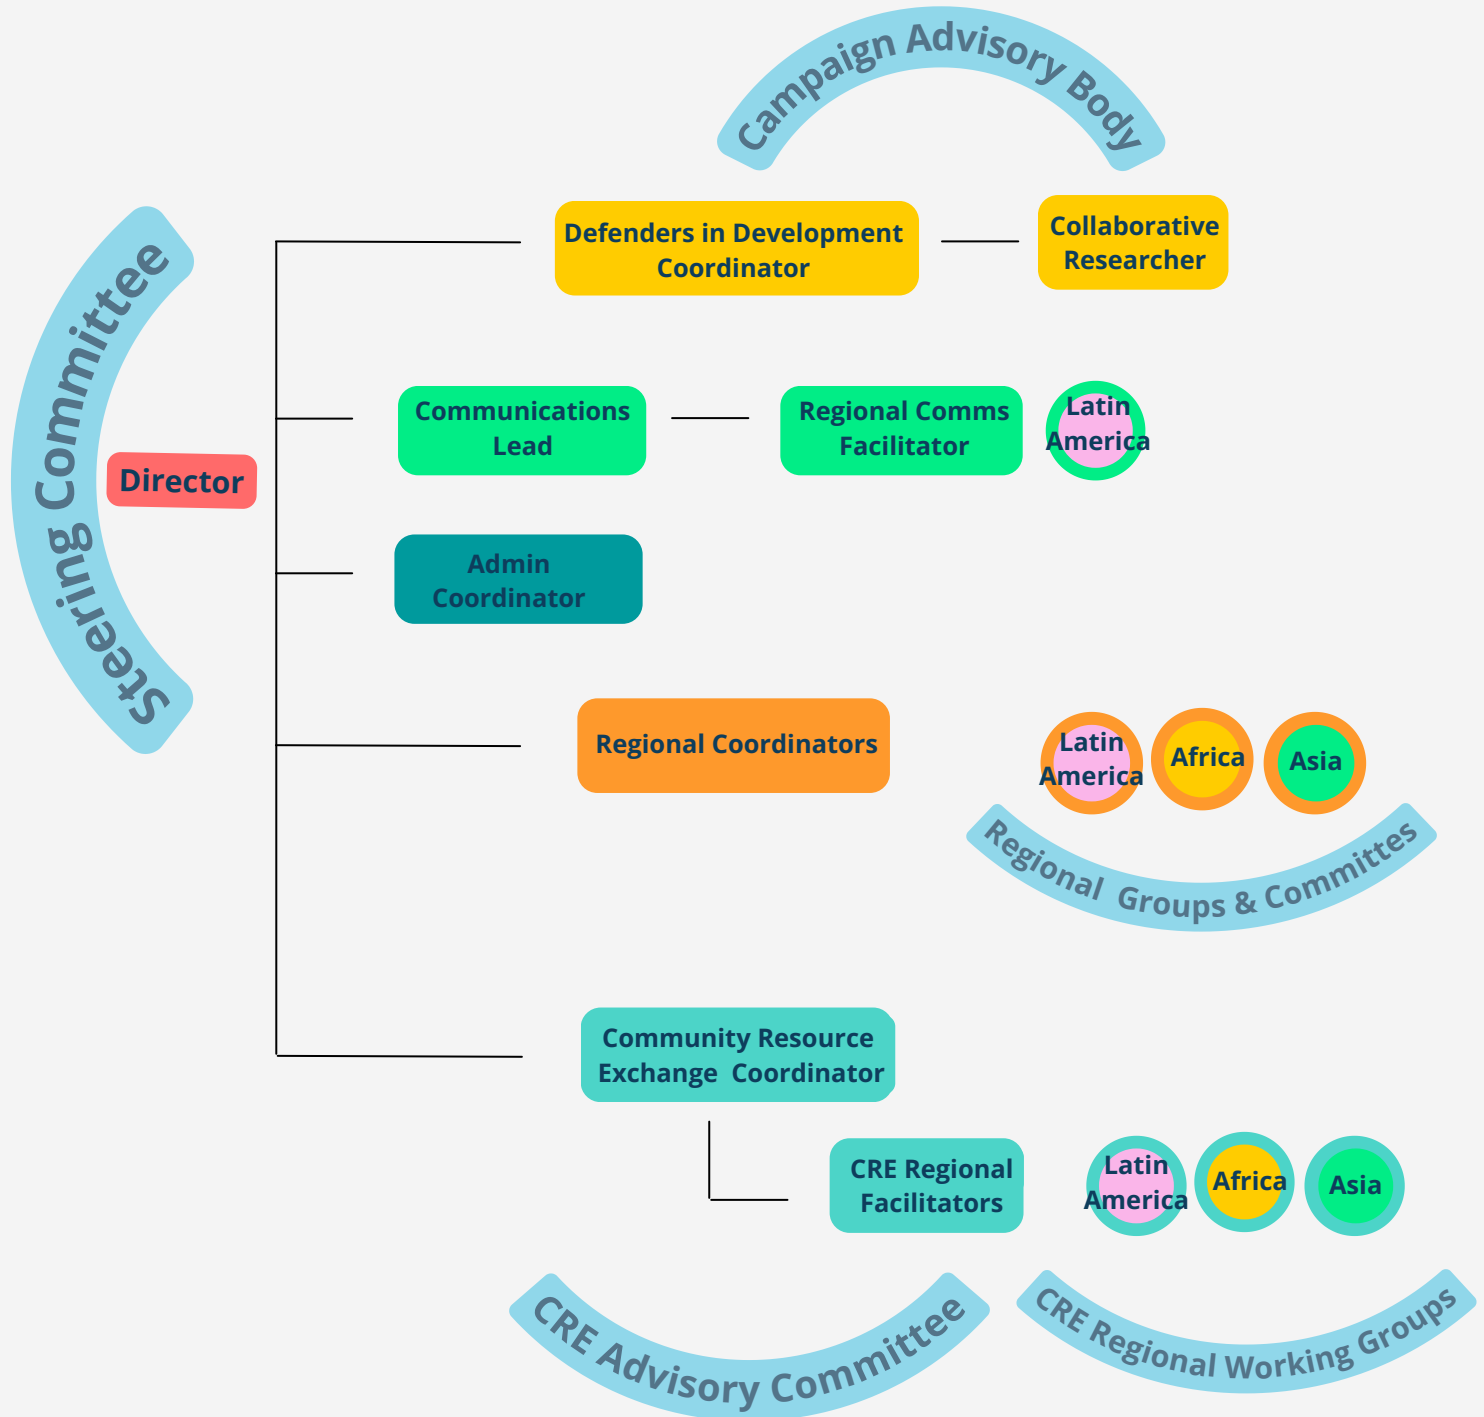 Campaign Advisory Body
Steering Committee
Defenders in Development
Coordinator
Collaborative
Researcher
Communications
Lead
Regional Comms
Facilitator
Latin
America
Director
Admin
Coordinator
Regional Coordinators
Latin
America
Africa
Asia
Regional Groups & Committes
Community Resource
Exchange Coordinator
CRE Regional
Facilitators
Latin
America
Africa
Asia
CRE Advisory Committee
CRE Regional Working Groups